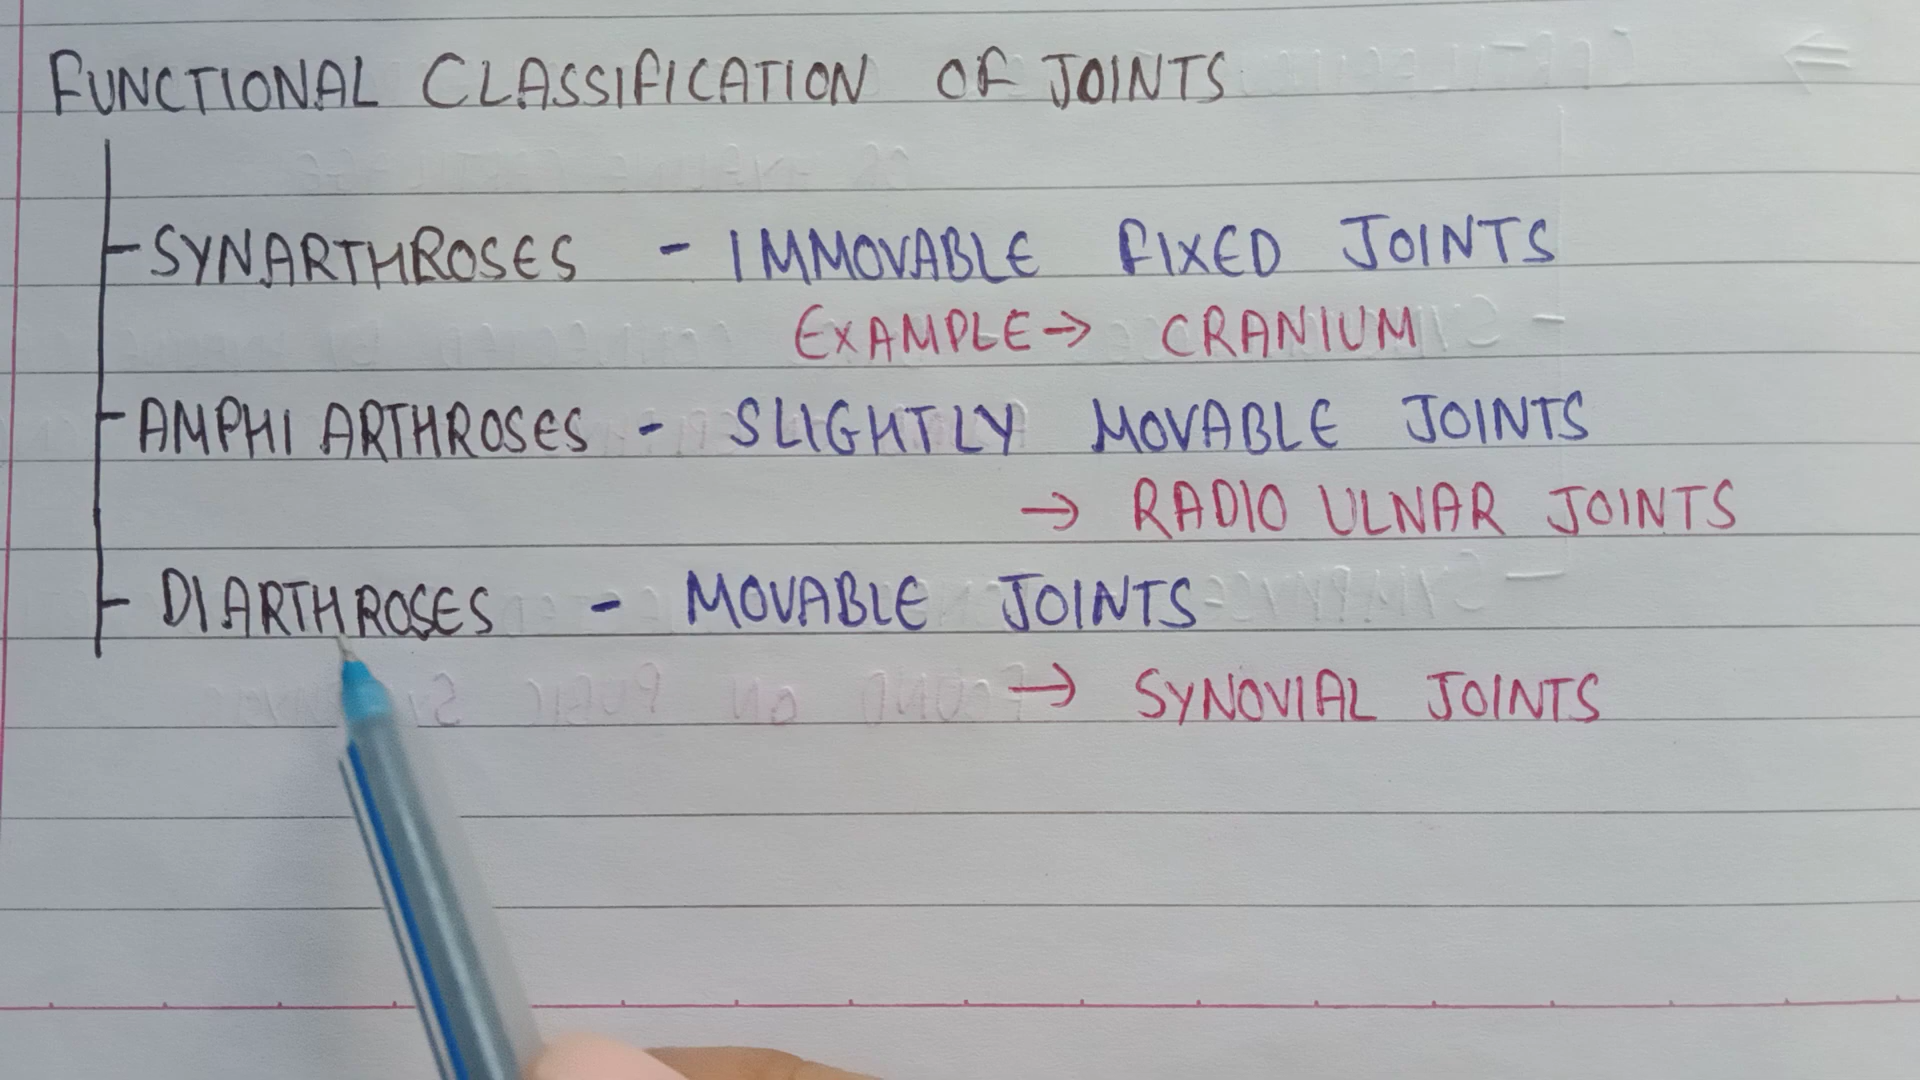 FUNCTIONAL CLASSIFICATION OF JOINTS
SYNARTHROSES - IMMOVABLE FIXED JOINTS
EXAMPLE → CRANIUM
AMPHI ARTHROSES - SLIGHTLY MOVABLE JOINTS
→ RADIO ULNAR JOINTS
DIARTHROSES - MOVABLE JOINTS
→ SYNOVIAL JOINTS